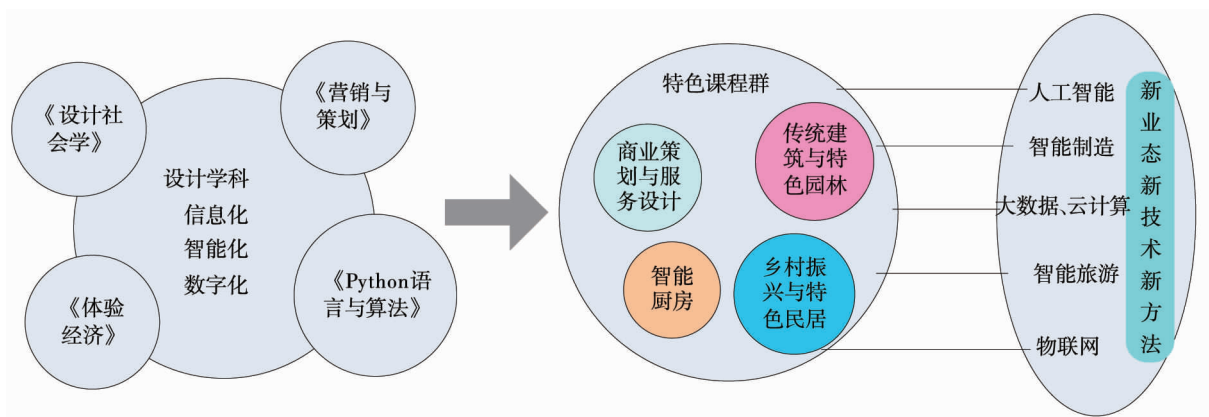 《设计社
会学》
《营销与
策划》
设计学科
信息化
智能化
数字化
《体验
经济》
《Python语
言与算法》
特色课程群
商业策
划与服
务设计
传统建
筑与特
色园林
智能
厨房
乡村振
兴与特
色民居
人工智能
智能制造
大数据、云计算
智能旅游
物联网
新业态新技术新方法